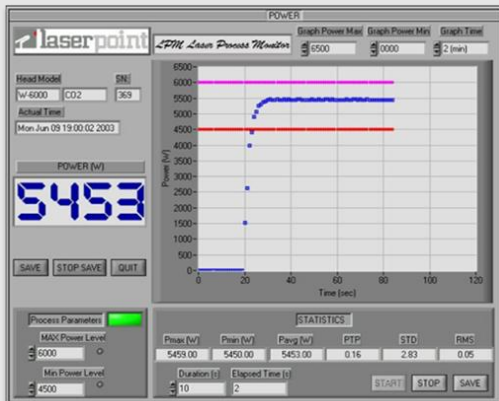 POWER
laserpoint
LPM Laser Process Monitor
Graph Power Max
6500
Graph Power Min
0000
Graph Time
2 (min)
Head Model
SN:
W-6000
CO2
369
Actual Time
Mon Jun 09 19:00:02 2003
POWER (W)
5453
SAVE
STOP SAVE
QUIT
Power (W)
6500
6000
5500
5000
4500
4000
3500
3000
2500
2000
1500
1000
500
0
0
20
40
60
80
100
120
Time (sec)
Process Parameters
MAX Power Level
6000
Min Power Level
4500
STATISTICS
Pmax (W)
Pmin (W)
Pavg (W)
PTP
STD
RMS
5459.00
5450.00
5453.00
0.16
2.83
0.05
Duration (s)
Elapsed Time (s)
10
2
START
STOP
SAVE